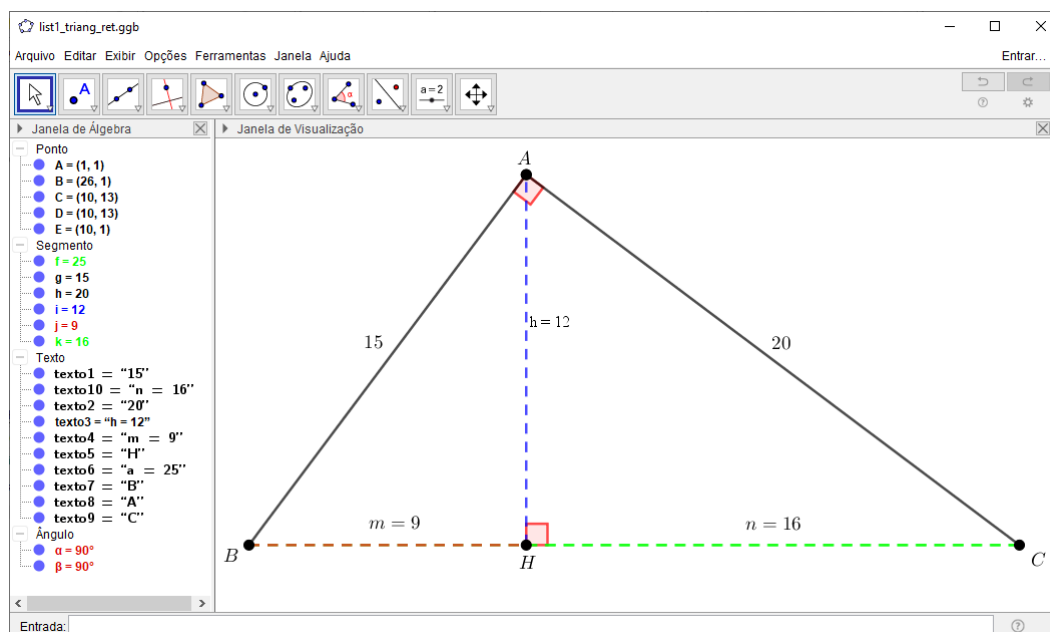 list1_triang_ret.ggb
Arquivo Editar Exibir Opções Ferramentas Janela Ajuda
Entrar...
A
α
a = 2
Janela de Álgebra
Janela de Visualização
Ponto
A = (1, 1)
B = (26, 1)
C = (10, 13)
D = (10, 13)
E = (10, 1)
Segmento
f = 25
g = 15
h = 20
i = 12
j = 9
k = 16
Texto
texto1 = “15”
texto10 = “n = 16”
texto2 = “20”
texto3 = “h = 12”
texto4 = “m = 9”
texto5 = “H”
texto6 = “a = 25”
texto7 = “B”
texto8 = “A”
texto9 = “C”
Ângulo
α = 90°
β = 90°
A
h = 12
15
20
m = 9
n = 16
B
H
C
Entrada: